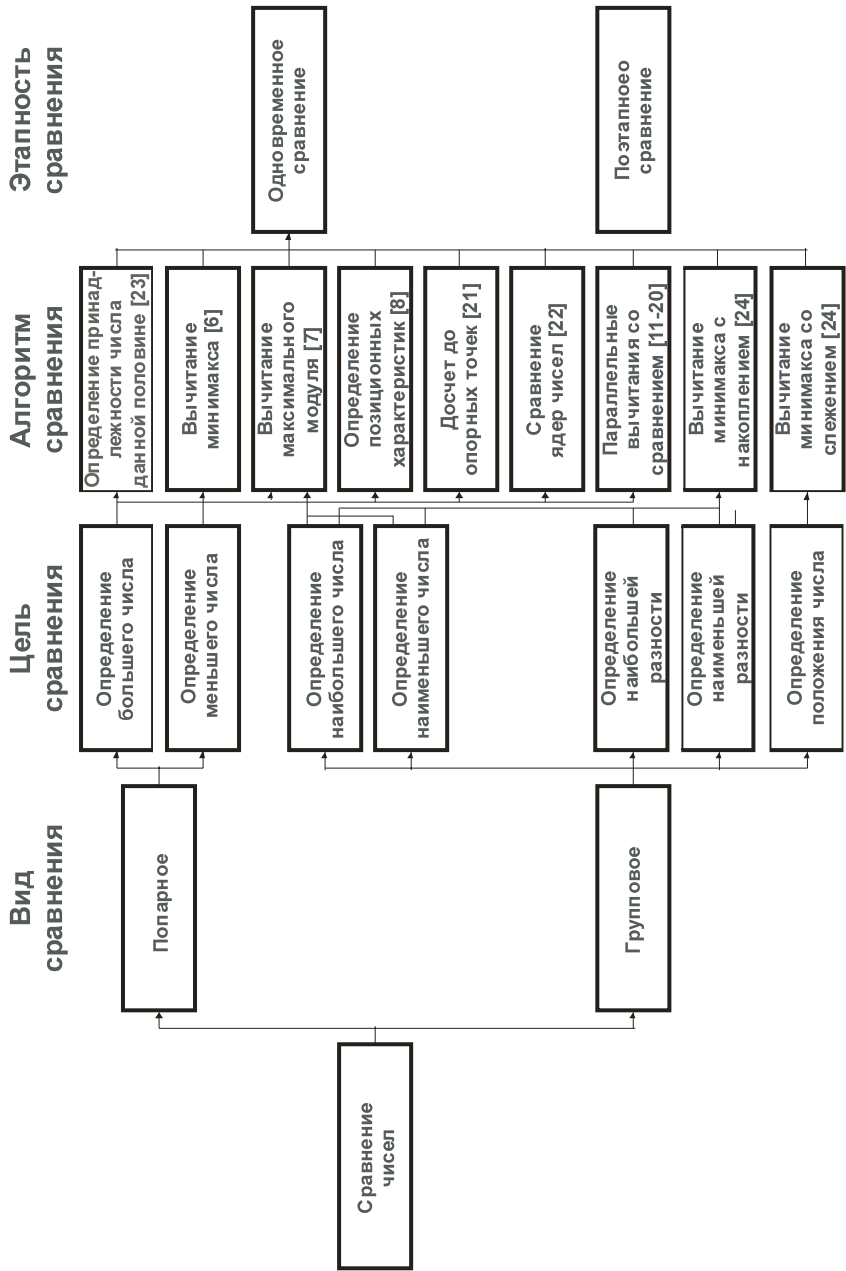 Вид
сравнения
Цель
сравнения
Алгоритм
сравнения
Этапность
сравнения
Сравнение
чисел
Попарное
Групповое
Определение
большего числа
Определение
меньшего числа
Определение
наибольшего числа
Определение
наименьшего числа
Определение
наибольшей
разности
Определение
наименьшей
разности
Определение
положения числа
Определение принад-
лежности числа
данной половине [23]
Вычитание
минимакса [6]
Вычитание
максимального
модуля [7]
Определение
позиционных
характеристик [8]
Досчет до
опорных точек [21]
Сравнение
ядер чисел [22]
Параллельные
вычитания со
сравнением [11-20]
Вычитание
минимакса с
накоплением [24]
Вычитание
минимакса со
слежением [24]
Одновременное
сравнение
Поэтапноео
сравнение